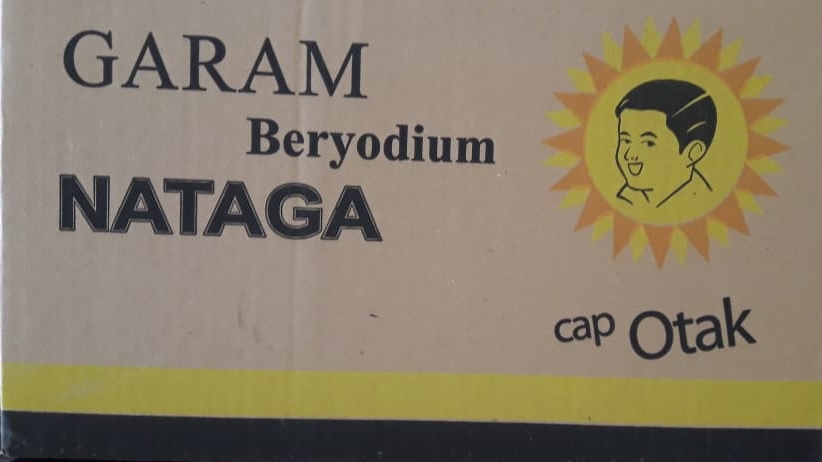 GARAM
Beryodium
NATAGA
cap Otak